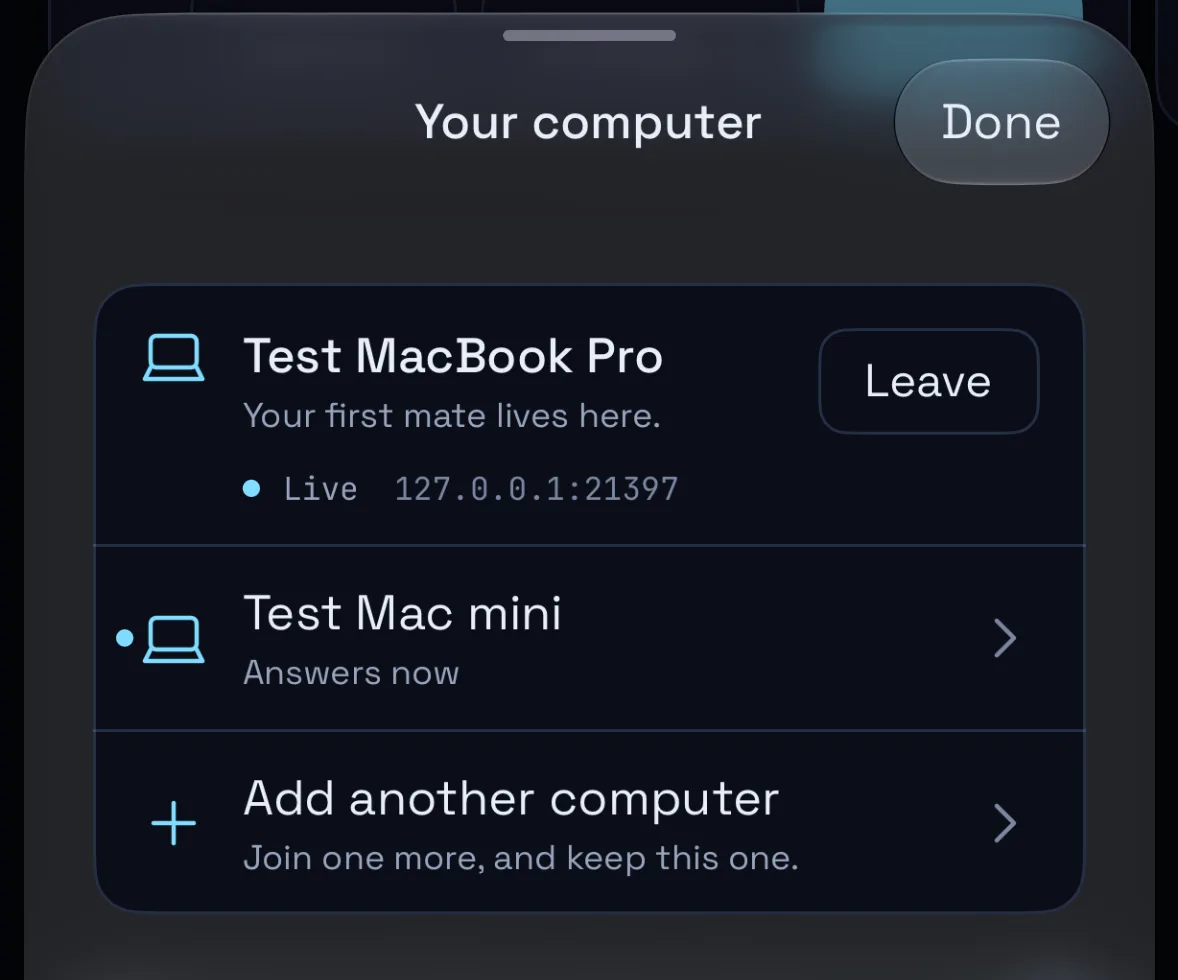 Your computer
Done
Test MacBook Pro
Your first mate lives here.
Leave
Live 127.0.0.1:21397
Test Mac mini
Answers now
Add another computer
Join one more, and keep this one.